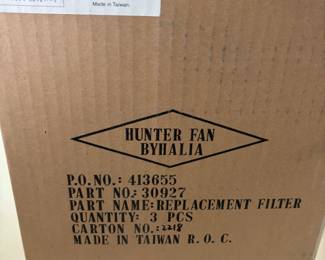 Made in Taiwan.
HUNTER FAN
BYHALIA
P.O.NO.: 413655
PART NO.: 30927
PART NAME: REPLACEMENT FILTER
QUANTITY: 3 PCS
CARTON NO.: 2218
MADE IN TAIWAN R. O. C.